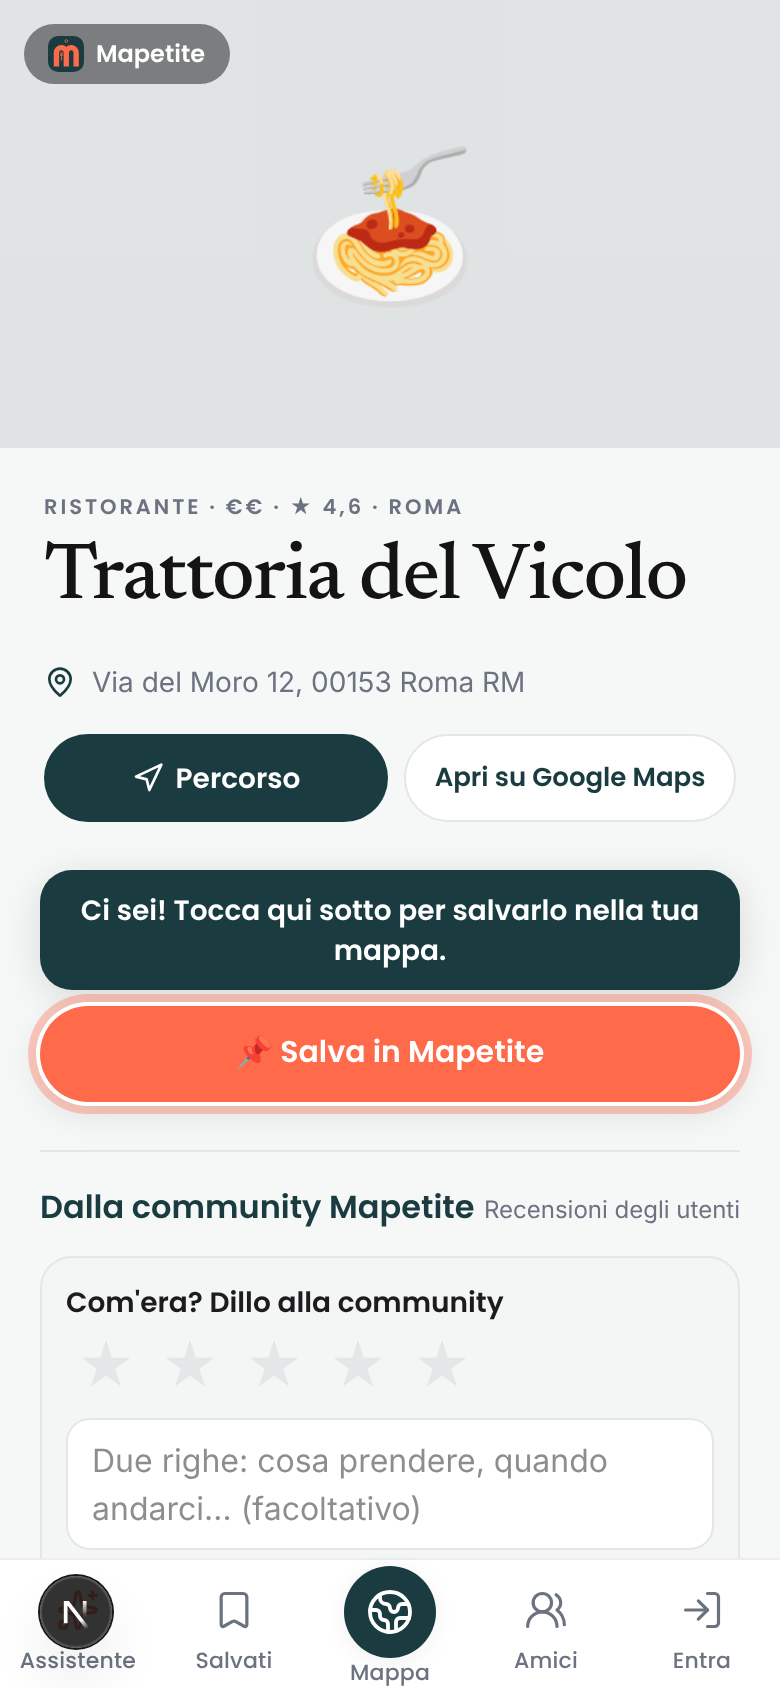 Mapetite
RISTORANTE · €€ · ★ 4,6 · ROMA
Trattoria del Vicolo
Via del Moro 12, 00153 Roma RM
Percorso
Apri su Google Maps
Ci sei! Tocca qui sotto per salvarlo nella tua
mappa.
📌 Salva in Mapetite
Dalla community Mapetite Recensioni degli utenti
Com'era? Dillo alla community
★ ★ ★ ★ ★
Due righe: cosa prendere, quando
andarci... (facoltativo)
N
Assistente
Salvati
Mappa
Amici
Entra